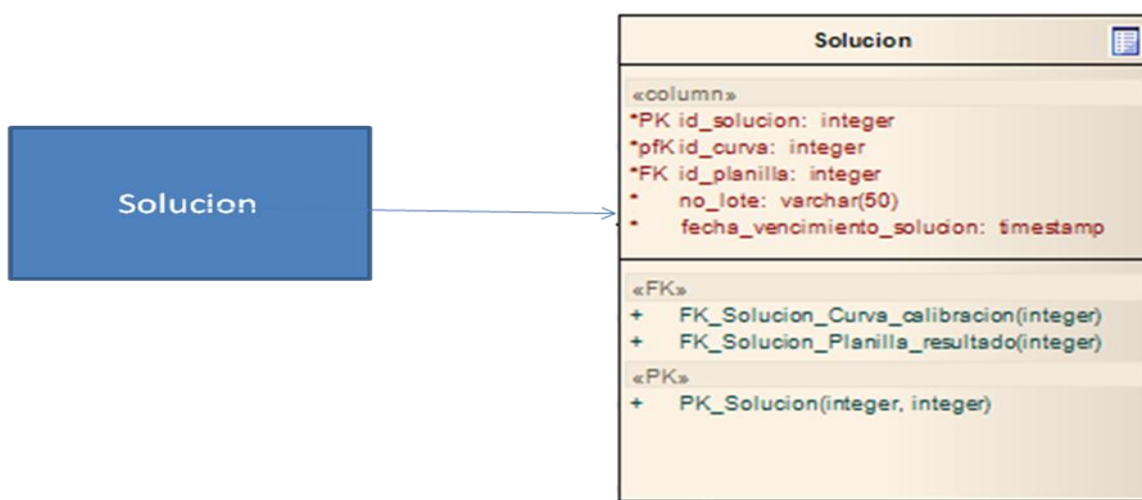 Solucion
Solucion
«column»
*PK id_solucion: integer
*pfK id_curva: integer
*FK id_planilla: integer
* no_lote: varchar(50)
* fecha_vencimiento_solucion: timestamp
«FK»
+ FK_Solucion_Curva_calibracion(integer)
+ FK_Solucion_Planilla_resultado(integer)
«PK»
+ PK_Solucion(integer, integer)